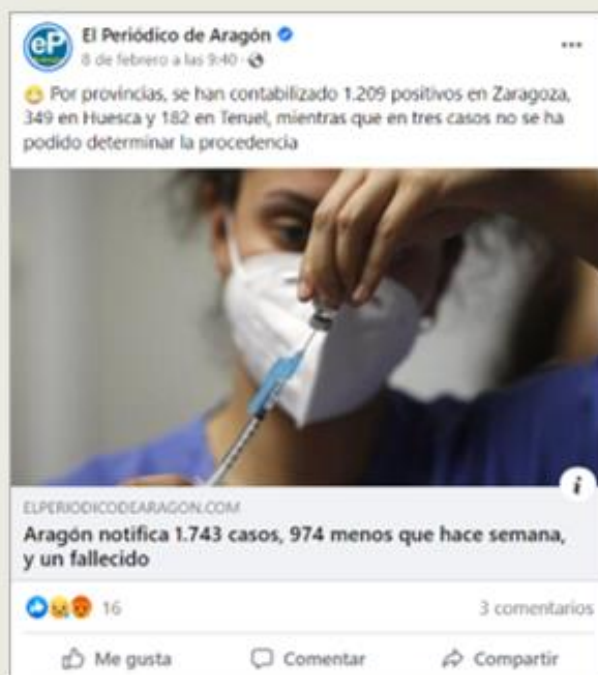 eP
El Periódico de Aragón
8 de febrero a las 9:40
Por provincias, se han contabilizado 1.209 positivos en Zaragoza,
349 en Huesca y 182 en Teruel, mientras que en tres casos no se ha
podido determinar la procedencia
i
ELPERIODICODEARAGON.COM
Aragón notifica 1.743 casos, 974 menos que hace semana,
y un fallecido
16
3 comentarios
Me gusta
Comentar
Compartir